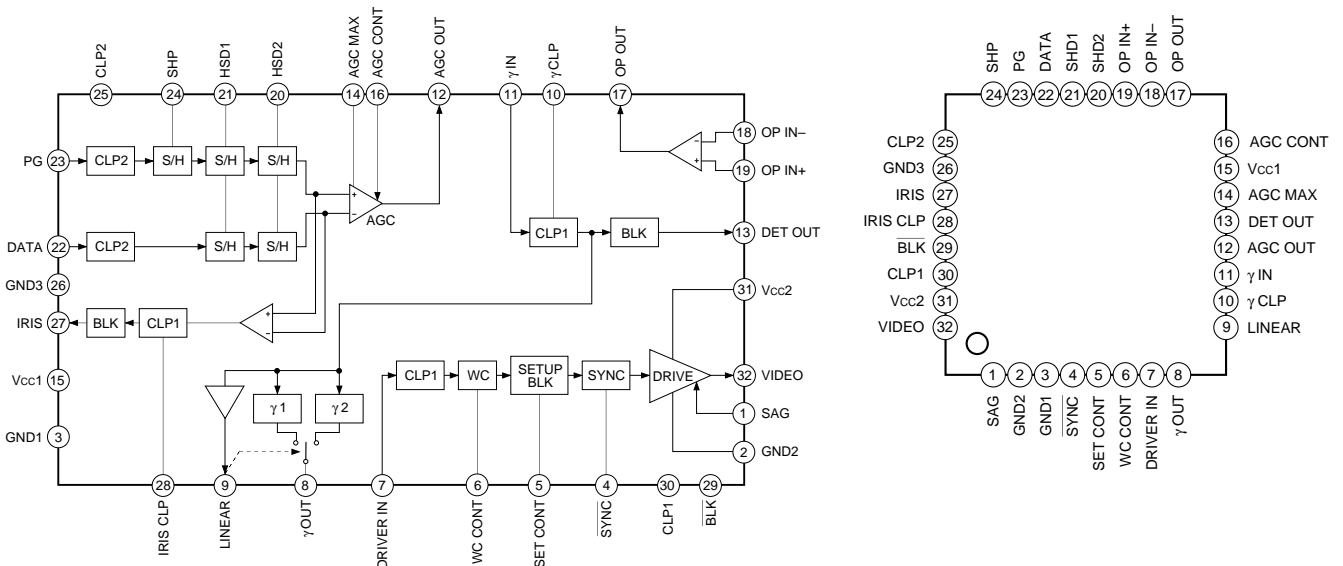 CLP2
SHP
HSD1
HSD2
AGC MAX
AGC CONT
AGC OUT
γ IN
γCLP
OP OUT
25
24
21
20
14
16
12
11
10
17
PG
23
CLP2
S/H
S/H
S/H
+
−
AGC
−
+
18
OP IN−
19
OP IN+
DATA
22
CLP2
S/H
S/H
CLP1
BLK
13
DET OUT
GND3
26
IRIS
27
BLK
CLP1
+
−
31
Vcc2
Vcc1
15
γ 1
γ 2
CLP1
WC
SETUP
BLK
SYNC
DRIVE
32
VIDEO
1
SAG
GND1
3
2
GND2
28
9
8
7
6
5
4
30
29
IRIS CLP
LINEAR
γOUT
DRIVER IN
WC CONT
SET CONT
SYNC
CLP1
BLK
SHP
PG
DATA
SHD1
SHD2
OP IN+
OP IN−
OP OUT
24
23
22
21
20
19
18
17
CLP2
25
GND3
26
IRIS
27
IRIS CLP
28
BLK
29
CLP1
30
Vcc2
31
VIDEO
32
16
AGC CONT
15
Vcc1
14
AGC MAX
13
DET OUT
12
AGC OUT
11
γ IN
10
γ CLP
9
LINEAR
1
2
3
4
5
6
7
8
SAG
GND2
GND1
SYNC
SET CONT
WC CONT
DRIVER IN
γOUT